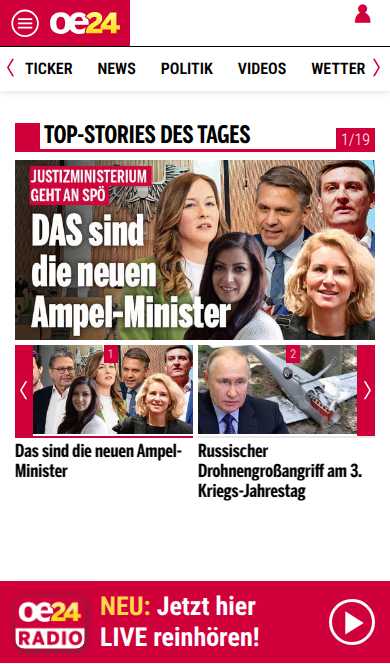 oe24
TICKER NEWS POLITIK VIDEOS WETTER
TOP-STORIES DES TAGES
1/19
JUSTIZMINISTERIUM
GEHT AN SPÖ
DAS sind
die neuen
Ampel-Minister
1
2
Das sind die neuen Ampel-
Minister
Russischer
Drohnengroßangriff am 3.
Kriegs-Jahrestag
oe24
RADIO
NEU: Jetzt hier
LIVE reinhören!